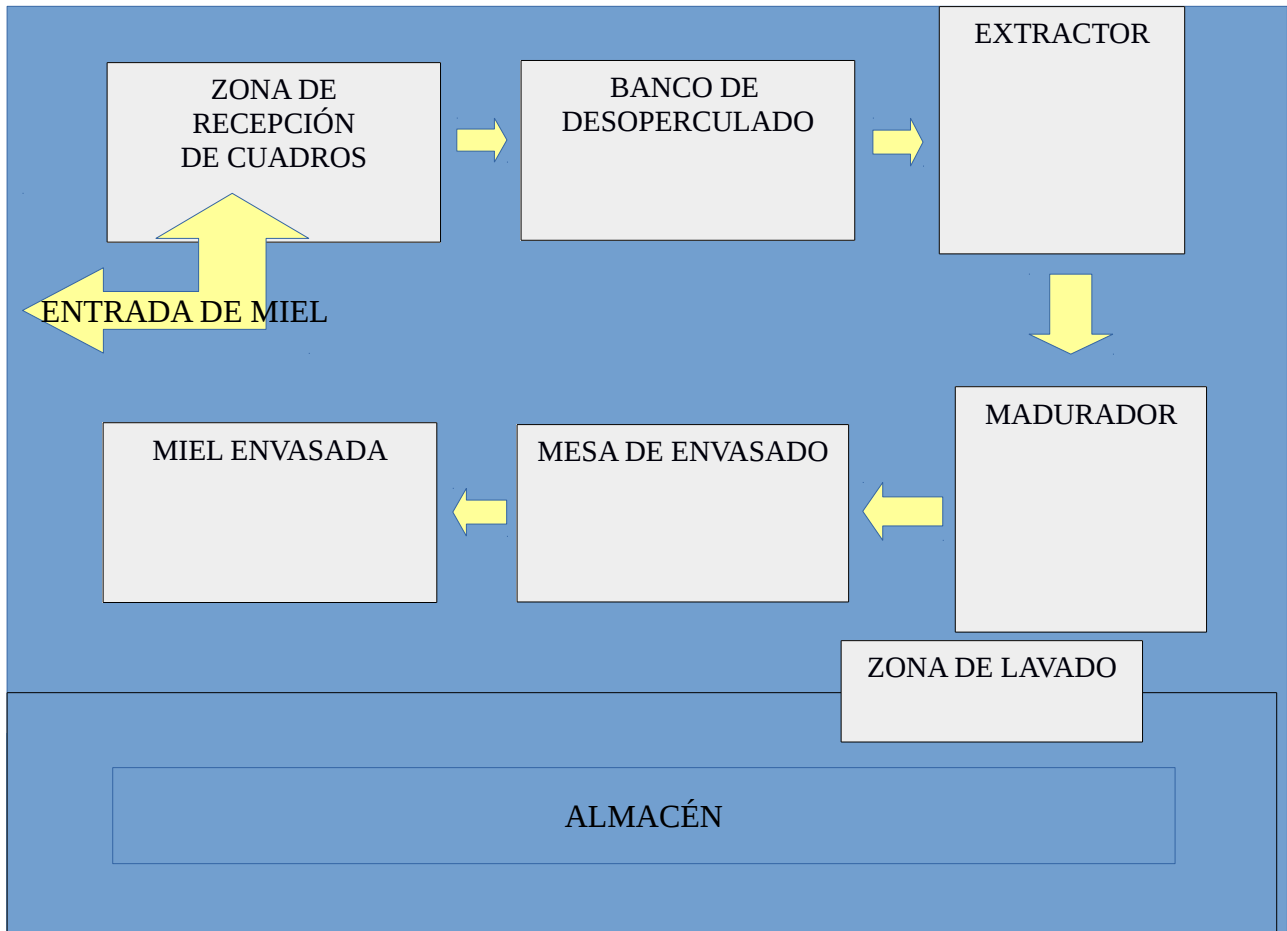 ZONA DE
RECEPCIÓN
DE CUADROS
BANCO DE
DESOPERCULADO
EXTRACTOR
ENTRADA DE MIEL
MIEL ENVASADA
MESA DE ENVASADO
MADURADOR
ZONA DE LAVADO
ALMACÉN